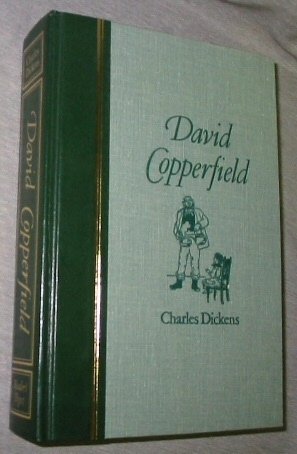 David
Copperfield
Charles Dickens
David Copperfield